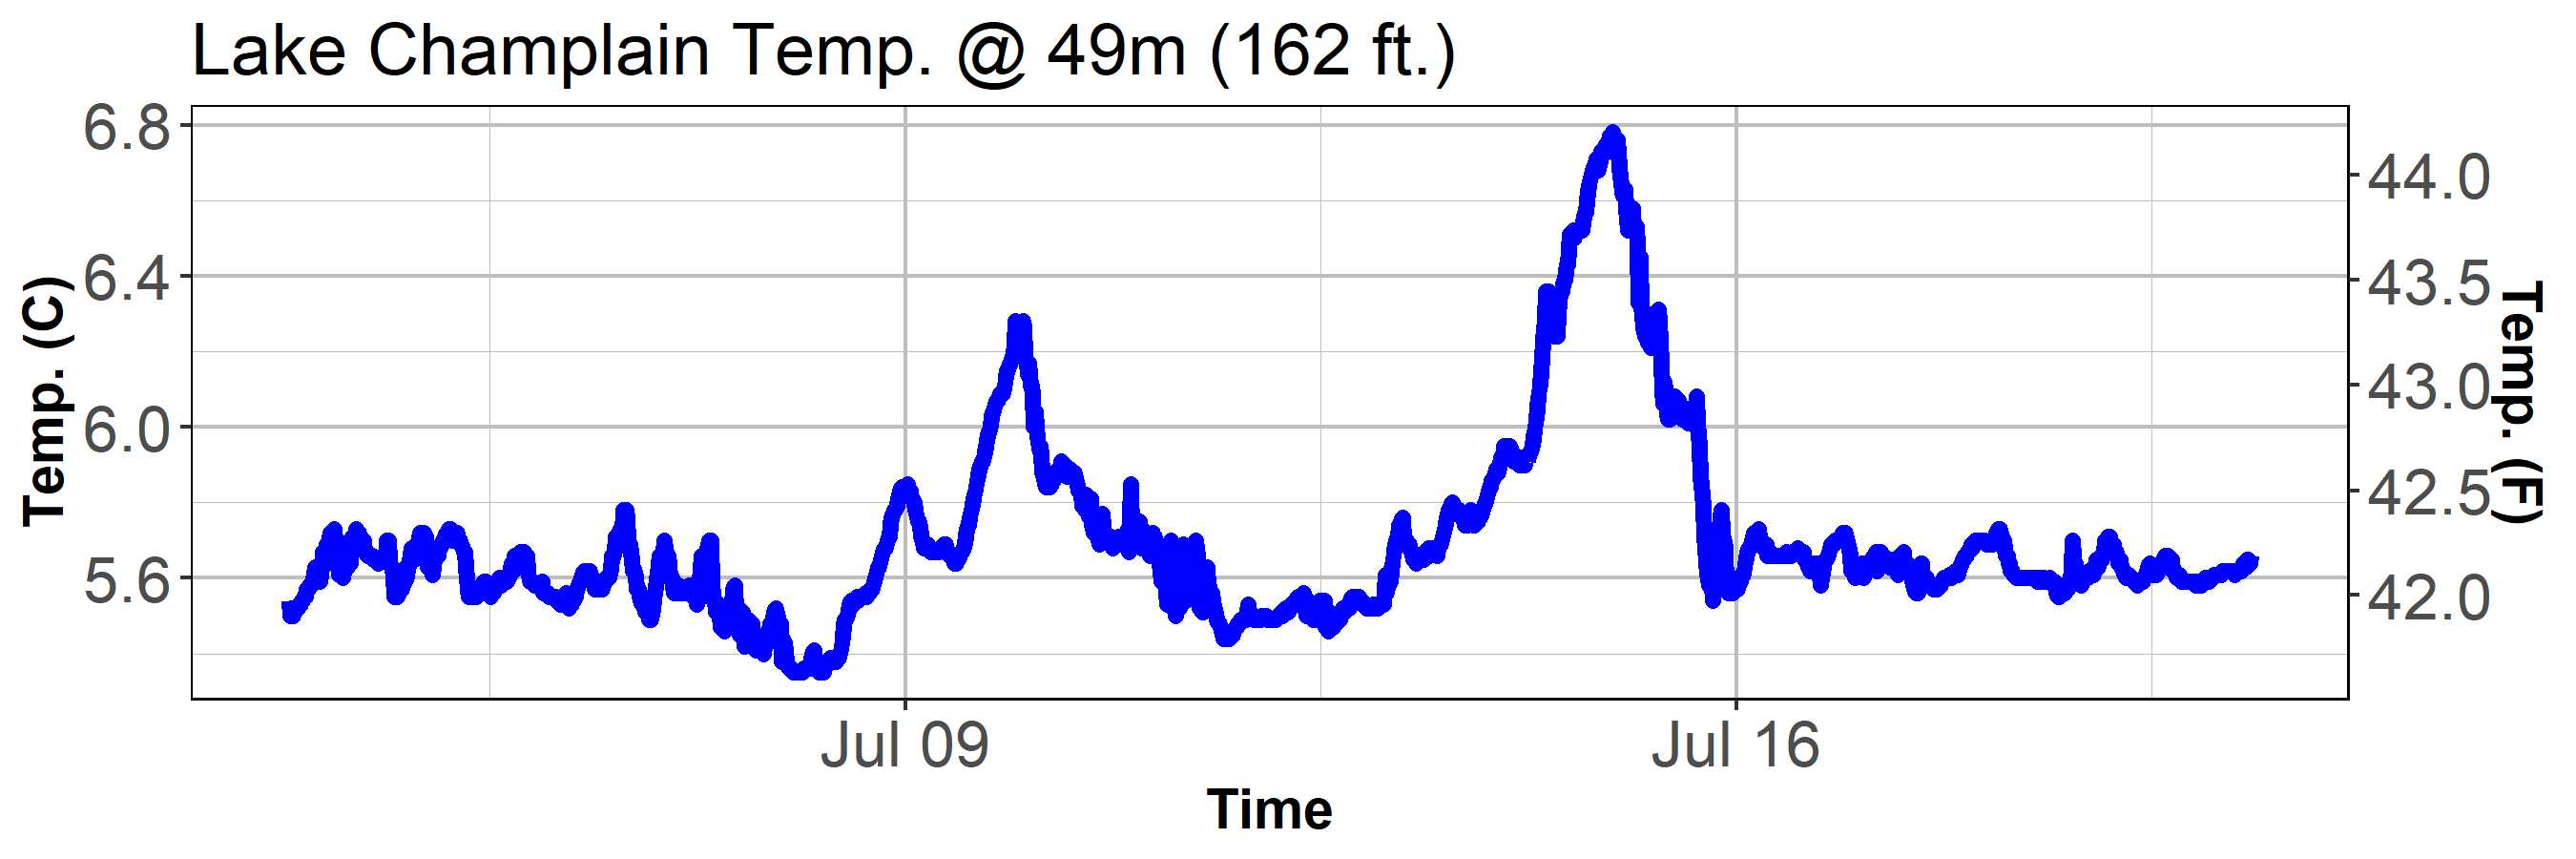 Lake Champlain Temp. @ 49m (162 ft.)
Temp. (C)
6.8
6.4
6.0
5.6
44.0
43.5
43.0
42.5
42.0
Temp. (F)
Jul 09
Jul 16
Time